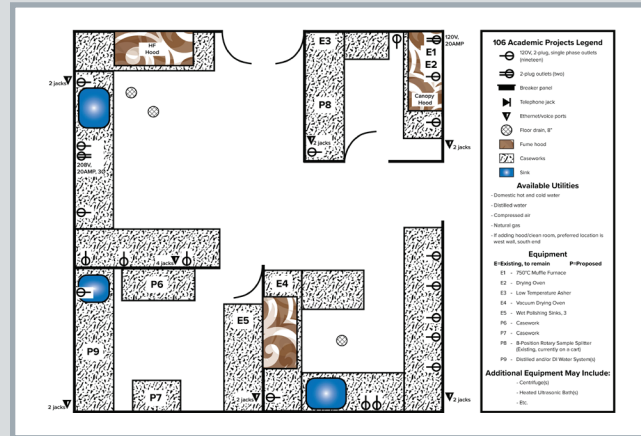 HF
Hood
E3
120V,
20AMP
E1
E2
Canopy
Hood
P8
2 jacks
2 jacks
2 jacks
208V,
20AMP, 30
4 jacks
P6
E4
E5
P9
P7
2 jacks
2 jacks
2 jacks
106 Academic Projects Legend
120V, 2-plug, single phase outlets
(nineteen)
2-plug outlets (two)
Breaker panel
Telephone jack
Ethernet/voice ports
Floor drain, 8"
Fume hood
Caseworks
Sink
Available Utilities
- Domestic hot and cold water
- Distilled water
- Compressed air
- Natural gas
- If adding hood/clean room, preferred location is
west wall, south-end
Equipment
E=Existing, to remain P=Proposed
E1 - 750°C Muffle Furnace
E2 - Drying Oven
E3 - Low Temperature Asher
E4 - Vacuum Drying Oven
E5 - Wet Polishing Sinks, 3
P6 - Casework
P7 - Casework
P8 - 8-Position Rotary Sample Splitter
(Existing, currently on a cart)
P9 - Distilled and/or DI Water System(s)
Additional Equipment May Include:
- Centrifuge(s)
- Heated Ultrasonic Bath(s)
- Etc.